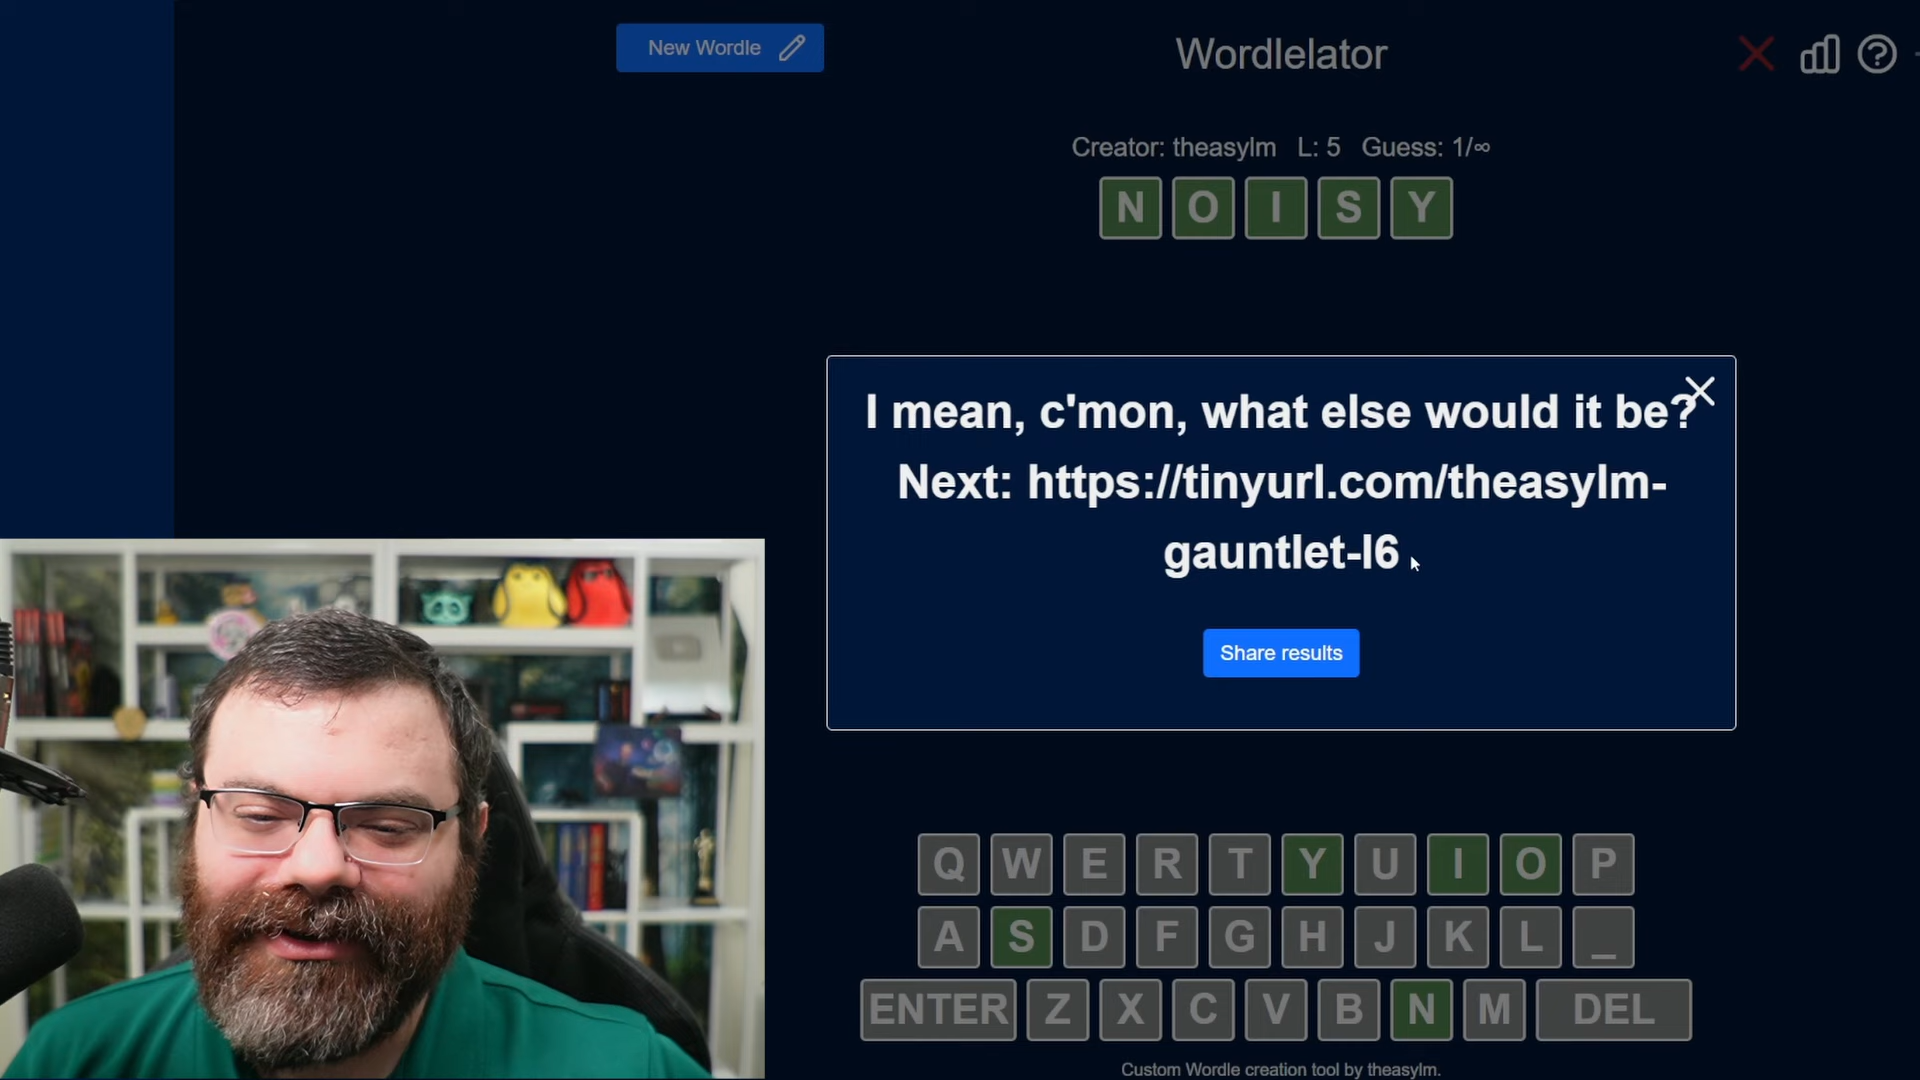 New Wordle
Wordlelator
Creator: theasylm L: 5 Guess: 1/∞
N O I S Y
I mean, c'mon, what else would it be?
Next: https://tinyurl.com/theasylm-
gauntlet-l6
Share results
Q W E R T Y U I O P
A S D F G H J K L _
ENTER Z X C V B N M DEL
Custom Wordle creation tool by theasylm.